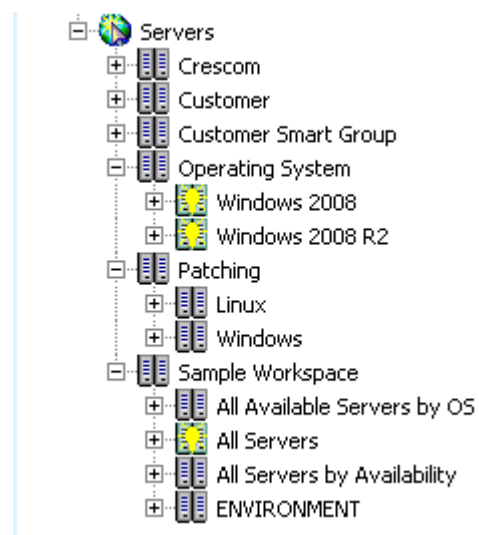 Servers
Crescom
Customer
Customer Smart Group
Operating System
Windows 2008
Windows 2008 R2
Patching
Linux
Windows
Sample Workspace
All Available Servers by OS
All Servers
All Servers by Availability
ENVIRONMENT